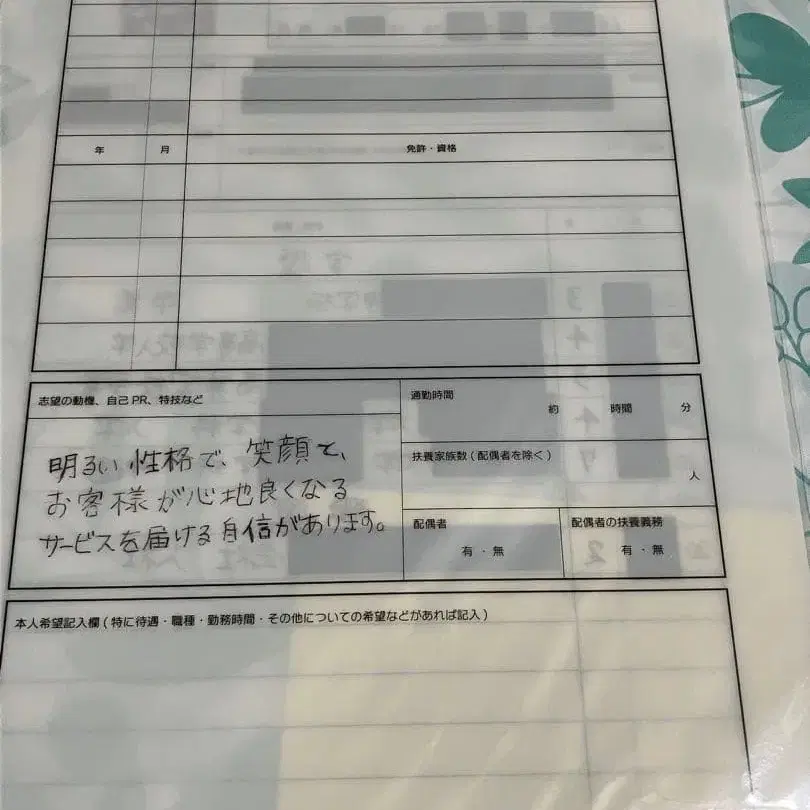 年 月 免許・資格
志望の動機、自己PR、特技など
明るい性格で、笑顔で、
お客様が心地良くなる
サービスを届ける自信があります。
通勤時間
約 時間 分
扶養家族数(配偶者を除く)
人
配偶者
有・無
配偶者の扶養義務
有・無
本人希望記入欄(特に待遇・職種・勤務時間・その他についての希望などがあれば記入)